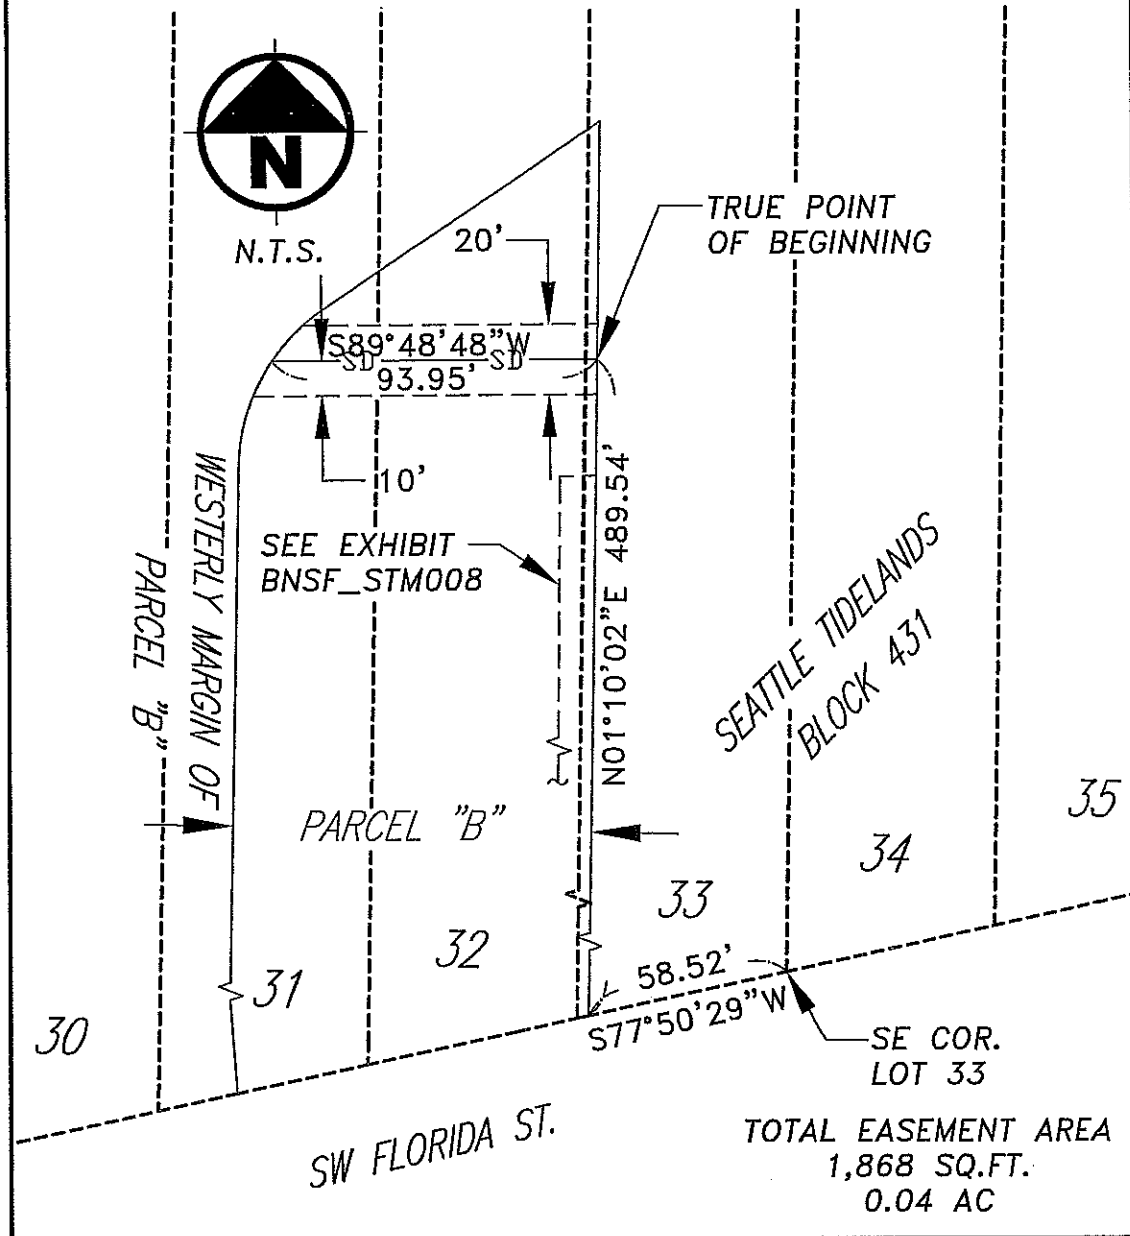 N
N.T.S.
20'
TRUE POINT
OF BEGINNING
S89°48'48"W
SD SD
93.95'
10'
SEE EXHIBIT
BNSF_STM008
WESTERLY MARGIN OF
PARCEL "B"
N01°10'02"E 489.54'
SEATTLE TIDELANDS
BLOCK 431
PARCEL "B"
35
34
33
32
31
30
58.52'
S77°50'29"W
SE COR.
LOT 33
SW FLORIDA ST.
TOTAL EASEMENT AREA
1,868 SQ.FT.
0.04 AC